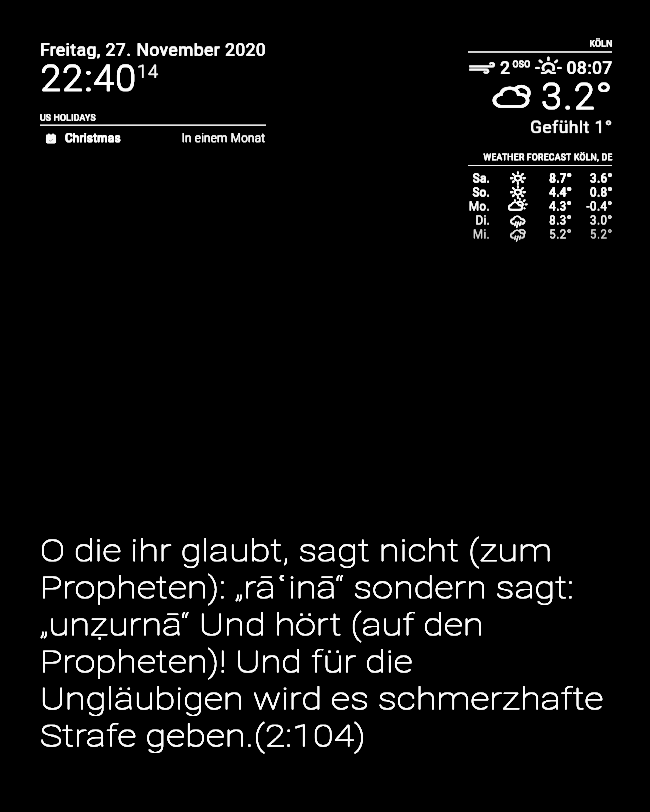 Freitag, 27. November 2020
22:40 14
US HOLIDAYS
Christmas In einem Monat
KÖLN
2 OSO 08:07
3.2°
Gefühlt 1°
WEATHER FORECAST KÖLN, DE
Sa. 8.7° 3.6°
So. 4.4° 0.8°
Mo. 4.3° -0.4°
Di. 8.3° 3.0°
Mi. 5.2° 5.2°
O die ihr glaubt, sagt nicht (zum
Propheten): „rāʿinā“ sondern sagt:
„unẓurnā“ Und hört (auf den
Propheten)! Und für die
Ungläubigen wird es schmerzhafte
Strafe geben.(2:104)